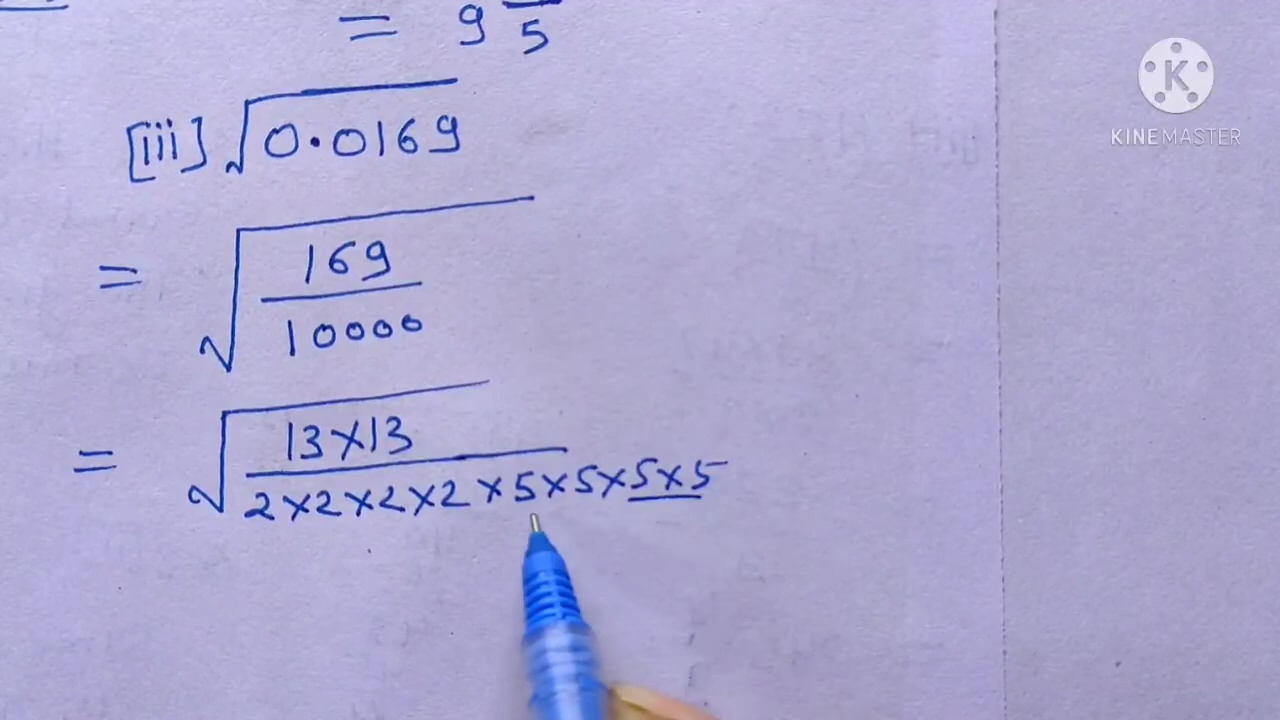 = 9 5
[iii] √0.0169
K
KINEMASTER
= √169/10000
= √13×13/2×2×2×2×5×5×5×5